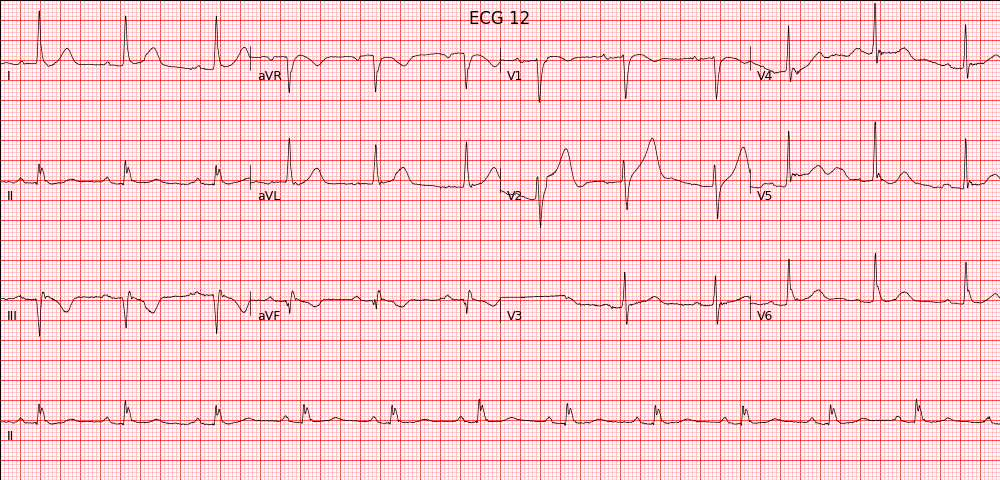 ECG 12
I aVR V1 V4
II aVL V2 V5
III aVF V3 V6
II